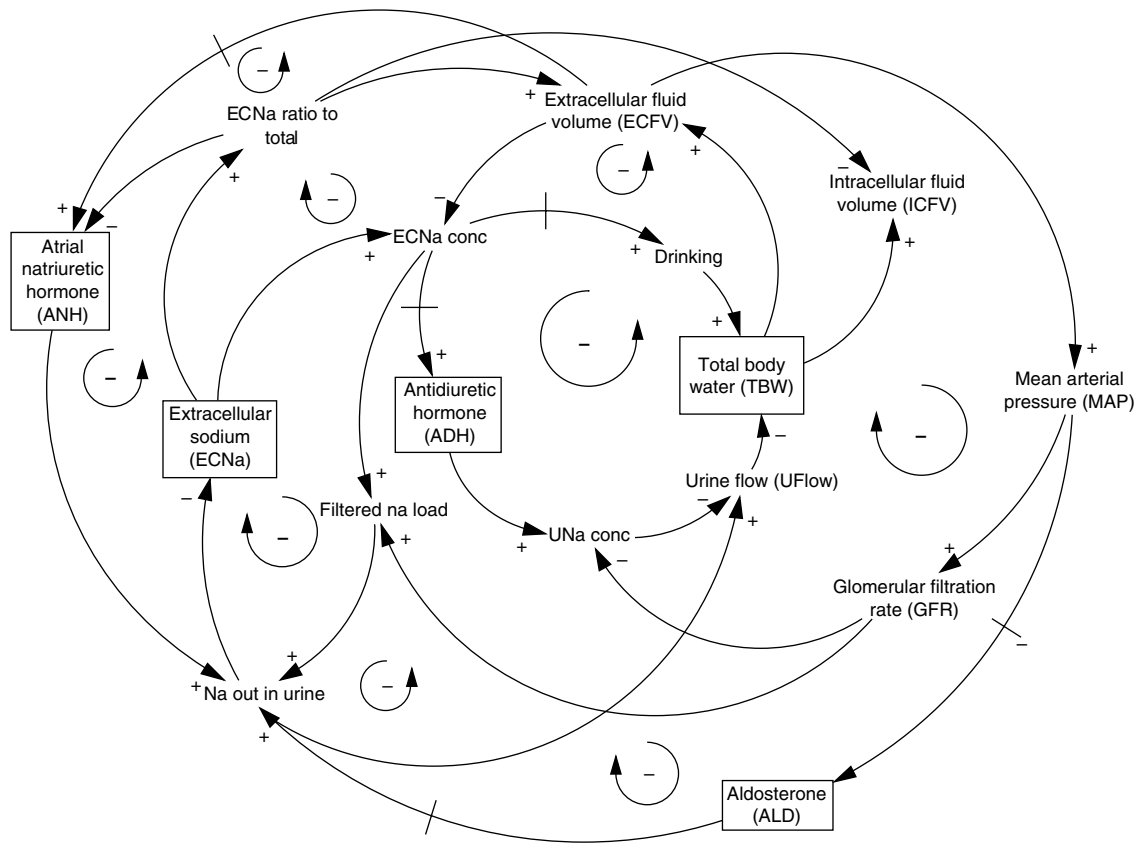 –
ECNa ratio to
total
+
Extracellular fluid
volume (ECFV)
–
+
–
+
–
Intracellular fluid
volume (ICFV)
+
–
–
+
–
Atrial
natriuretic
hormone
(ANH)
+
ECNa conc
+
Drinking
+
–
+
Total body
water (TBW)
+
Mean arterial
pressure (MAP)
–
+
Antidiuretic
hormone
(ADH)
Extracellular
sodium
(ECNa)
–
–
+
Urine flow (UFlow)
–
–
Filtered na load
+
+
–
+
UNa conc
–
+
Glomerular filtration
rate (GFR)
–
+
+
Na out in urine
–
+
–
Aldosterone
(ALD)